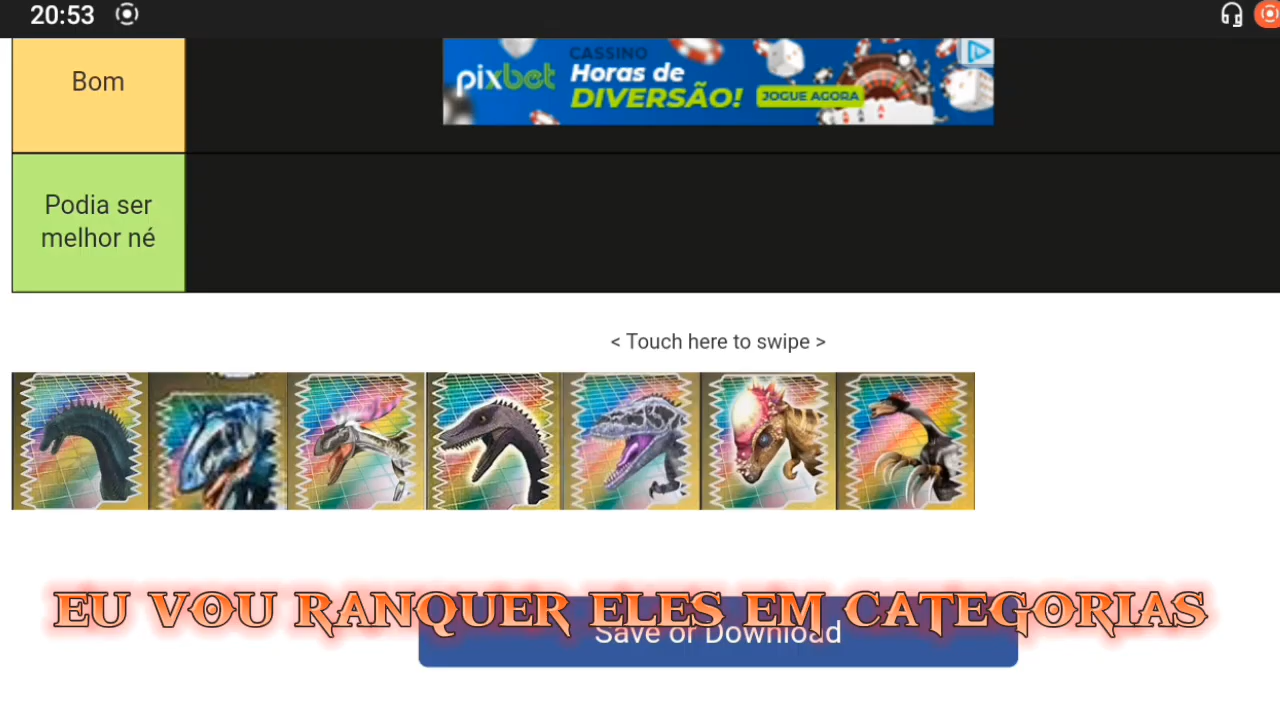 20:53
Bom
CASSINO
pixbet
Horas de
DIVERSÃO!
JOGUE AGORA
Podia ser
melhor né
< Touch here to swipe >
EU VOU RANQUER ELES EM CATEGORIAS
Save or Download